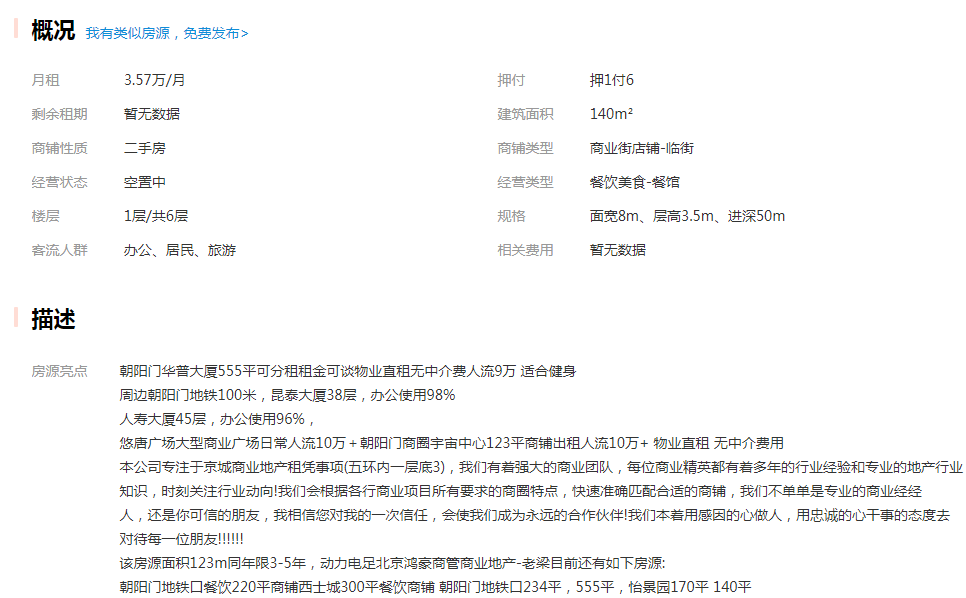 概况 我有类似房源，免费发布>
月租 3.57万/月 押付 押1付6
剩余租期 暂无数据 建筑面积 140m²
商铺性质 二手房 商铺类型 商业街店铺-临街
经营状态 空置中 经营类型 餐饮美食-餐馆
楼层 1层/共6层 规格 面宽8m、层高3.5m、进深50m
客流人群 办公、居民、旅游 相关费用 暂无数据
描述
房源亮点 朝阳门华普大厦555平可分租租金可谈物业直租无中介费人流9万 适合健身
周边朝阳门地铁100米，昆泰大厦38层，办公使用98%
人寿大厦45层，办公使用96%，
悠唐广场大型商业广场日常人流10万＋朝阳门商圈宇宙中心123平商铺出租人流10万+ 物业直租 无中介费用
本公司专注于京城商业地产租凭事项(五环内一层底3)，我们有着强大的商业团队，每位商业精英都有着多年的行业经验和专业的地产行业
知识，时刻关注行业动向!我们会根据各行商业项目所有要求的商圈特点，快速准确匹配合适的商铺，我们不单单是专业的商业经经
人，还是你可信的朋友，我相信您对我的一次信任，会使我们成为永远的合作伙伴!我们本着用感因的心做人，用忠诚的心干事的态度去
对待每一位朋友!!!!!!
该房源面积123m同年限3-5年，动力电足北京鸿豪商管商业地产-老梁目前还有如下房源:
朝阳门地铁口餐饮220平商铺西士城300平餐饮商铺 朝阳门地铁口234平，555平，怡景园170平 140平